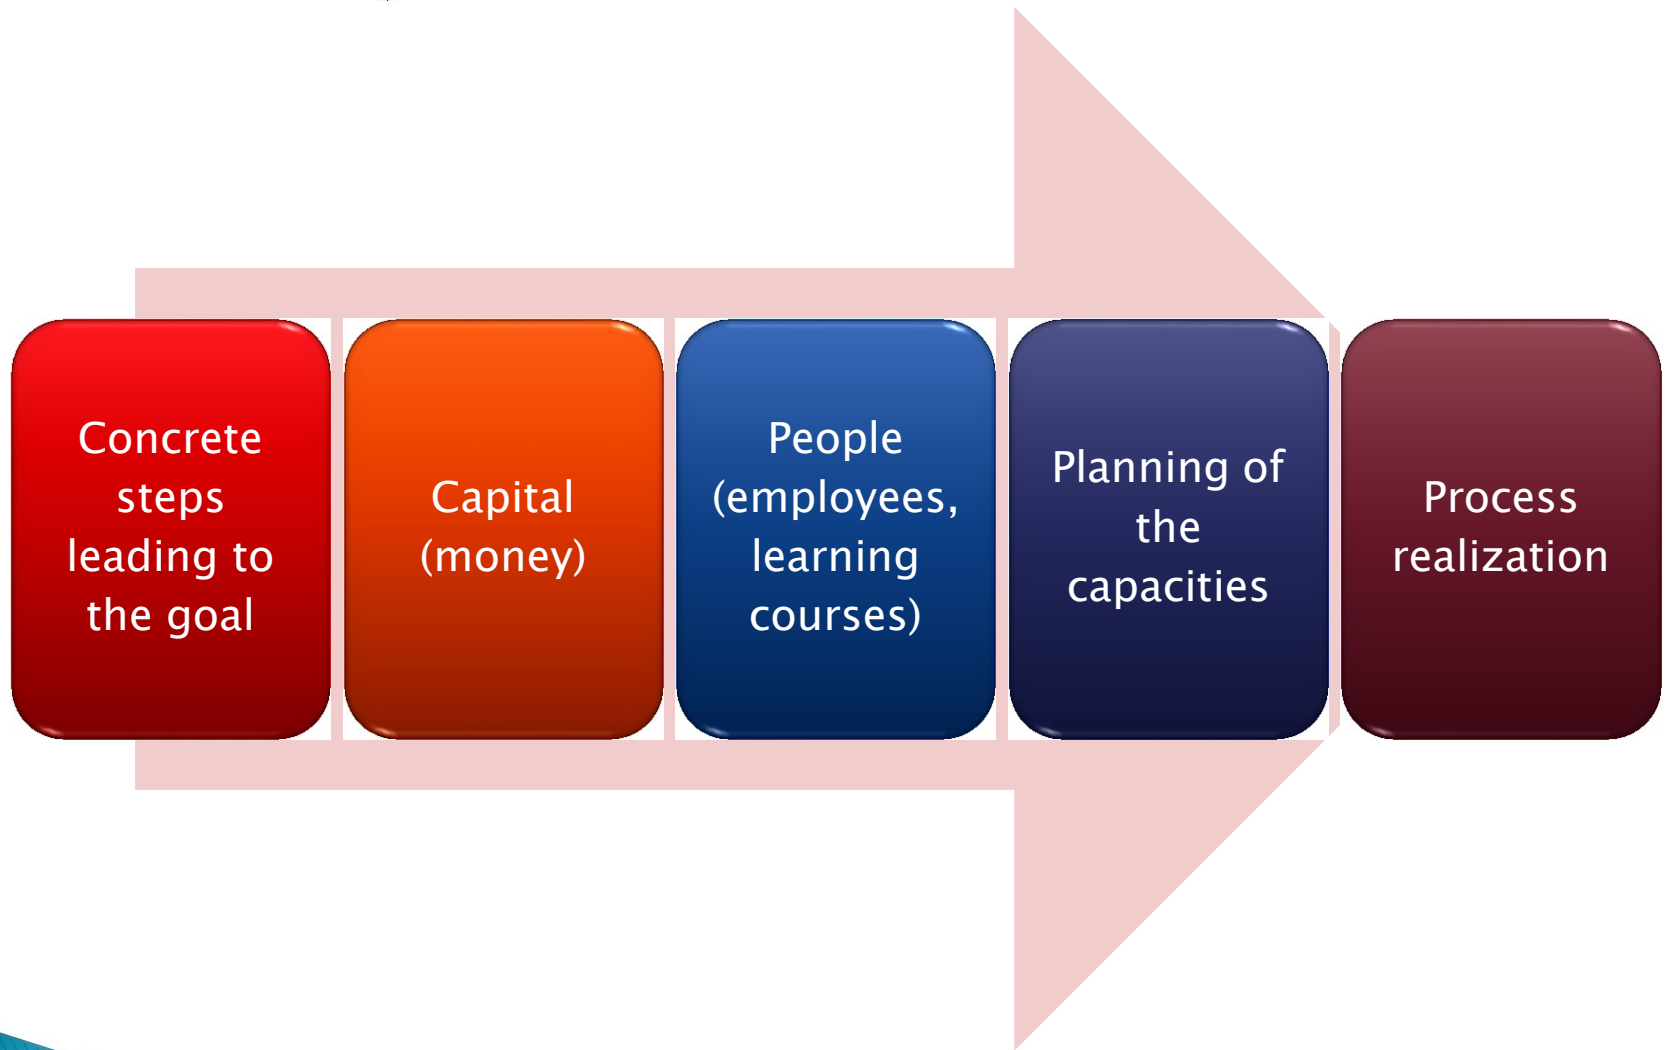 Concrete
steps
leading to
the goal
Capital
(money)
People
(employees,
learning
courses)
Planning of
the
capacities
Process
realization